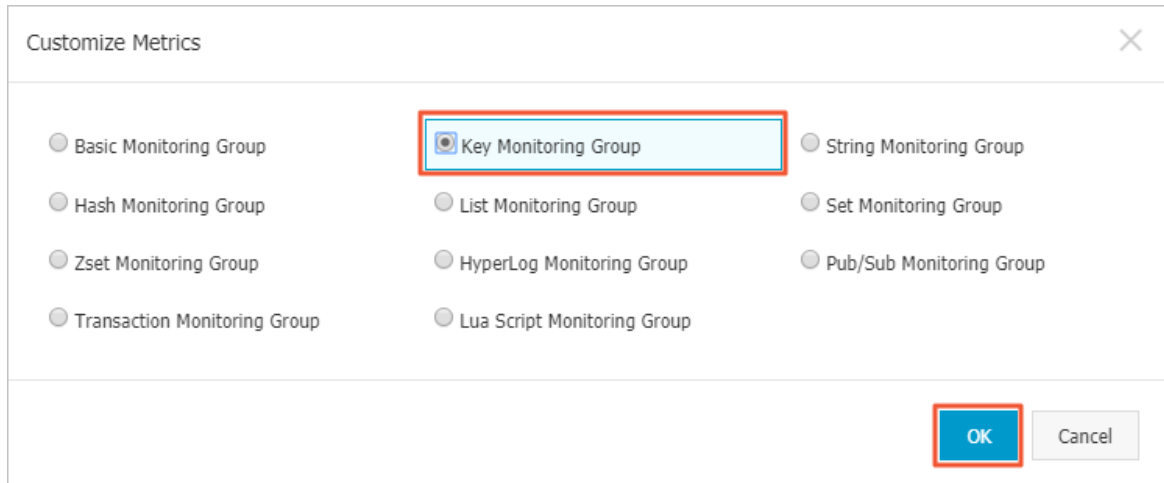 Customize Metrics
Basic Monitoring Group
Key Monitoring Group
String Monitoring Group
Hash Monitoring Group
List Monitoring Group
Set Monitoring Group
Zset Monitoring Group
HyperLog Monitoring Group
Pub/Sub Monitoring Group
Transaction Monitoring Group
Lua Script Monitoring Group
OK
Cancel